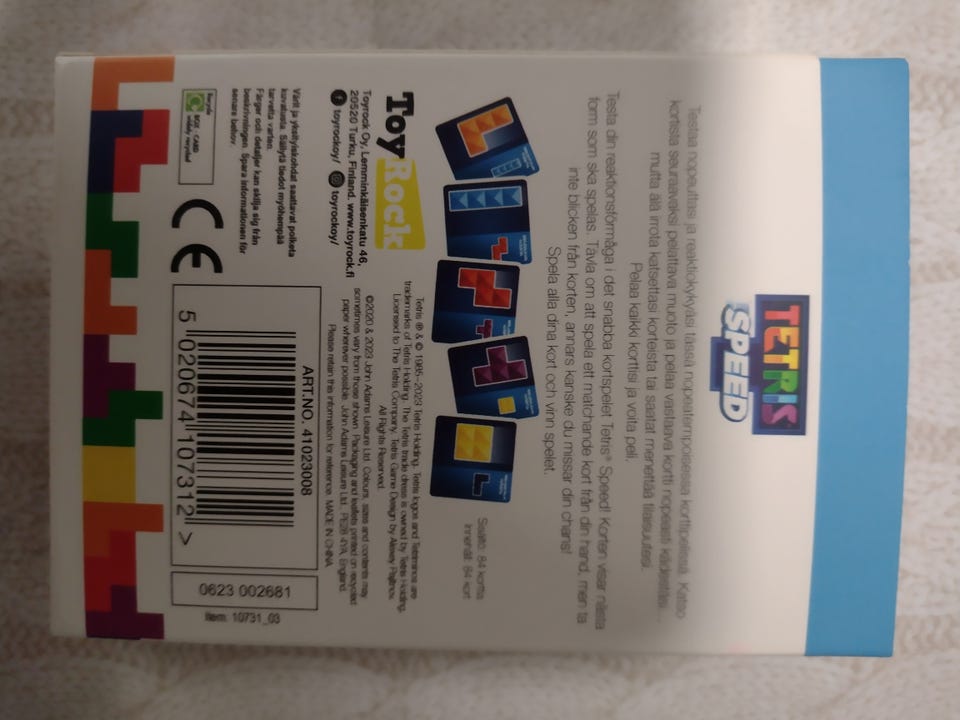 TETRIS
SPEED
Testaa nopeuttasi ja reaktiokykyäsi tässä nopeatempoisessa korttipelissä. Katso
kortista seuraavaksi pelattava muoto ja pelaa vastaava kortti nopeasti kädestäsi...
mutta älä irrota katsettasi korteista tai saatat menettää tilaisuutesi.
Pelaa kaikki korttisi ja voita peli.
Testa din reaktionsförmåga i det snabba kortspelet Tetris® Speed! Korten visar nästa
form som ska spelas. Tävla om att spela ett matchande kort från din hand, men ta
inte blicken från korten, annars kanske du missar din chans!
Spela alla dina kort och vinn spelet.
Sisältö: 84 korttia
Innehåll: 84 kort
ToyRock
Toyrock Oy, Lemminkäisenkatu 46,
20520 Turku, Finland. www.toyrock.fi
toyrockoy/ toyrockoy/
Tetris ® & © 1985~2023 Tetris Holding. Tetris logos and Tetriminos are
trademarks of Tetris Holding. The Tetris trade dress is owned by Tetris Holding.
Licensed to The Tetris Company. Tetris Game Design by Alexey Pajitnov.
All Rights Reserved.
©2020 & 2023 John Adams Leisure Ltd. Colours, sizes and contents may
sometimes vary from those shown. Packaging and leaflets printed on recycled
paper wherever possible. John Adams Leisure Ltd., PE28 4YA, England.
Please retain this information for reference. MADE IN CHINA
Värit ja yksityiskohdat saattavat poiketa
kuvatuista. Säilytä tiedot myöhempää
tarvetta varten.
Färger och detaljer kan skilja sig från
beskrivningen. Spara informationen för
senare behov.
Recycle
BOX - CARD
widely recycled
CE
ART.NO. 41023008
5 020674 107312 >
0623 002681
Item: 10731_03